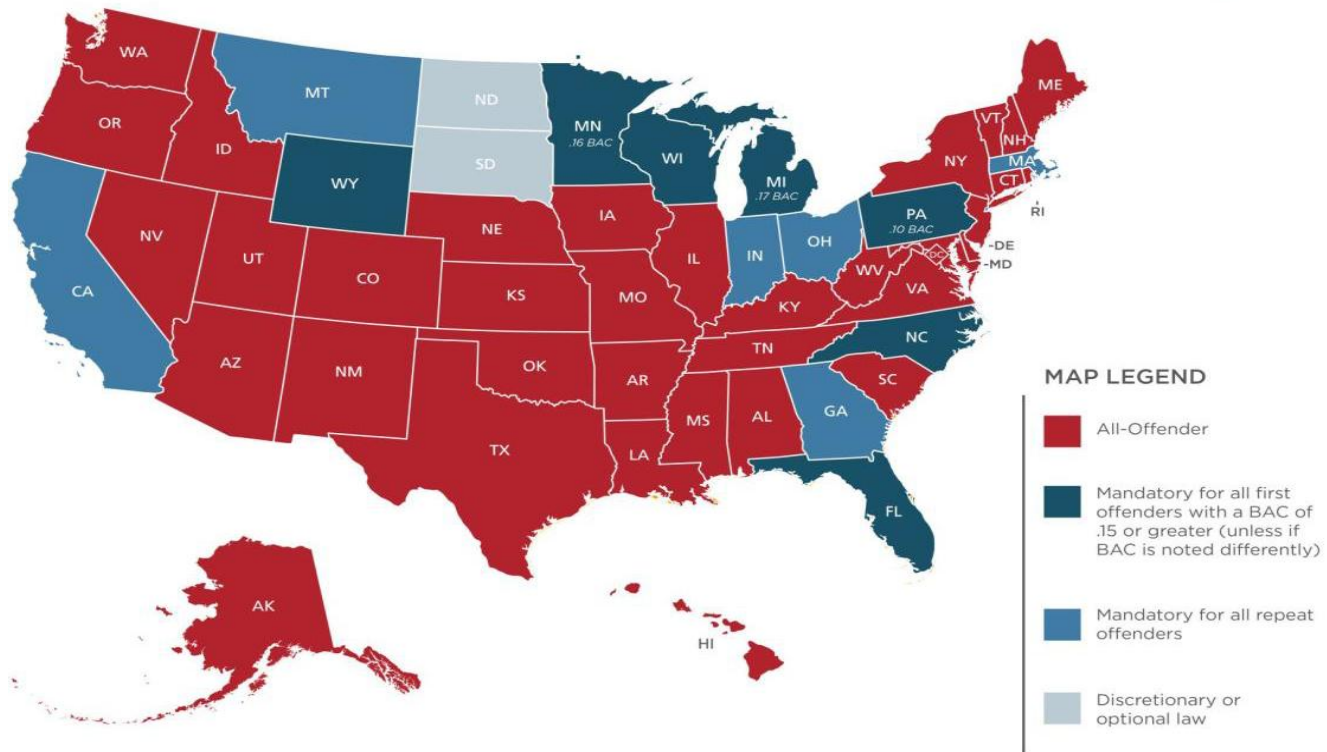 WA
OR
ID
MT
ND
SD
MN
.16 BAC
WI
MI
.17 BAC
WY
NV
UT
CO
CA
AZ
NM
NE
KS
OK
TX
IA
MO
AR
LA
IL
IN
OH
KY
TN
MS
AL
GA
FL
SC
NC
VA
WV
DC
PA
.10 BAC
NY
VT
NH
ME
MA
CT
RI
-DE
-MD
AK
HI
MAP LEGEND
All-Offender
Mandatory for all first
offenders with a BAC of
.15 or greater (unless if
BAC is noted differently)
Mandatory for all repeat
offenders
Discretionary or
optional law